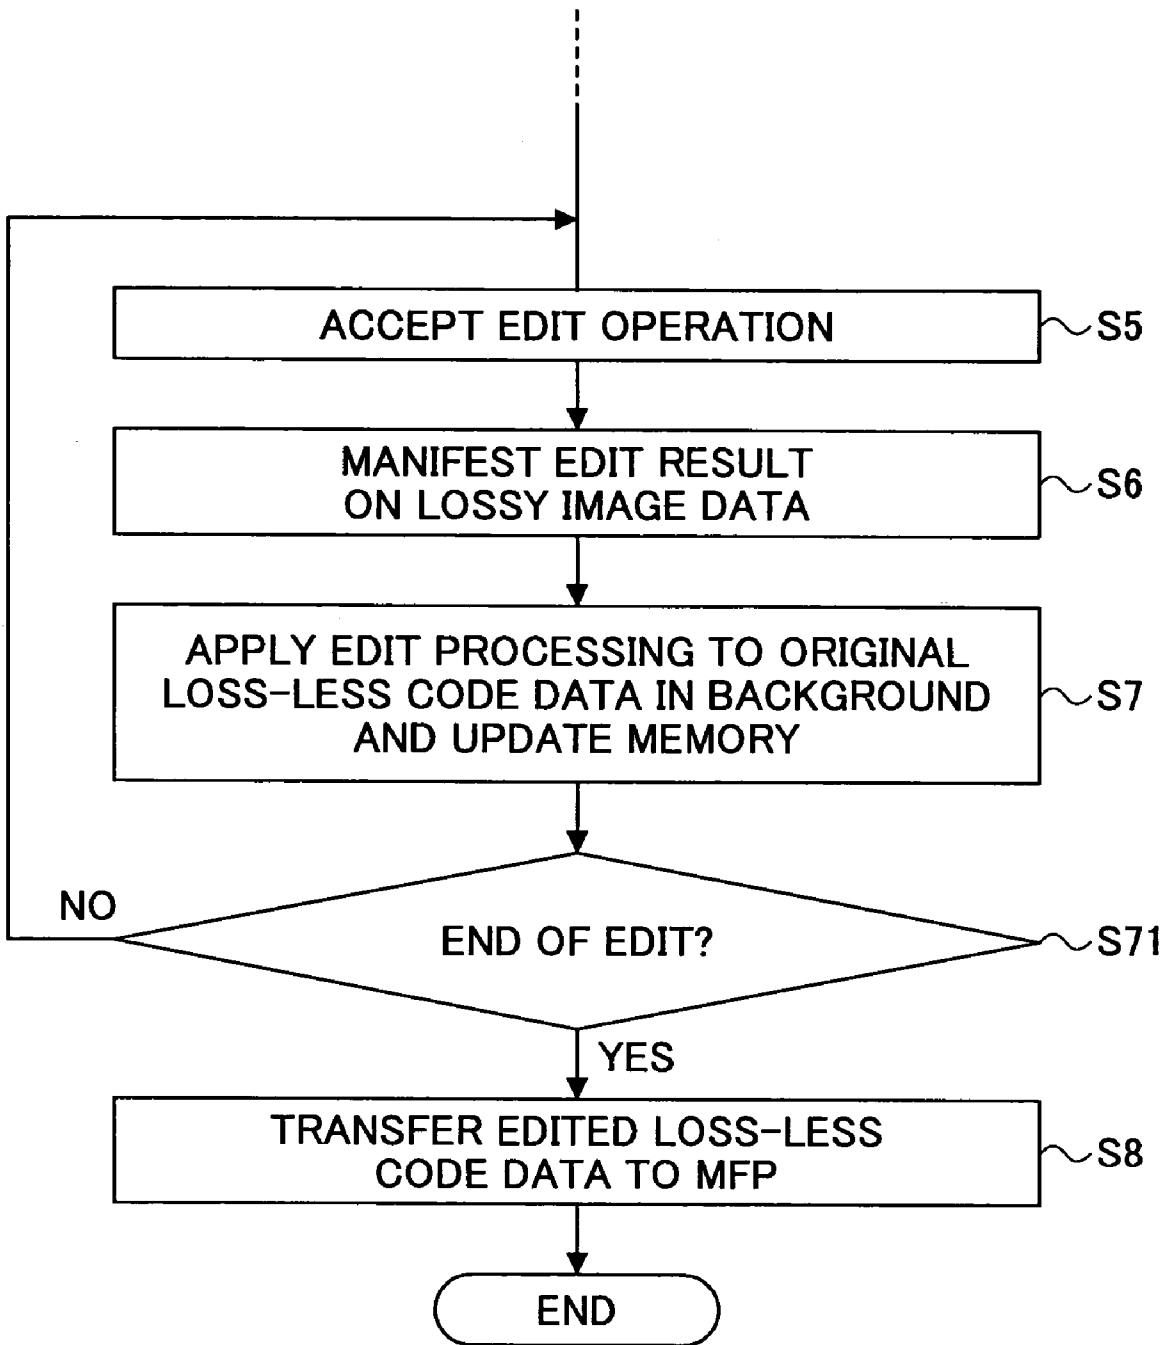 ACCEPT EDIT OPERATION
S5
MANIFEST EDIT RESULT
ON LOSSY IMAGE DATA
S6
APPLY EDIT PROCESSING TO ORIGINAL
LOSS-LESS CODE DATA IN BACKGROUND
AND UPDATE MEMORY
S7
NO
END OF EDIT?
S71
YES
TRANSFER EDITED LOSS-LESS
CODE DATA TO MFP
S8
END